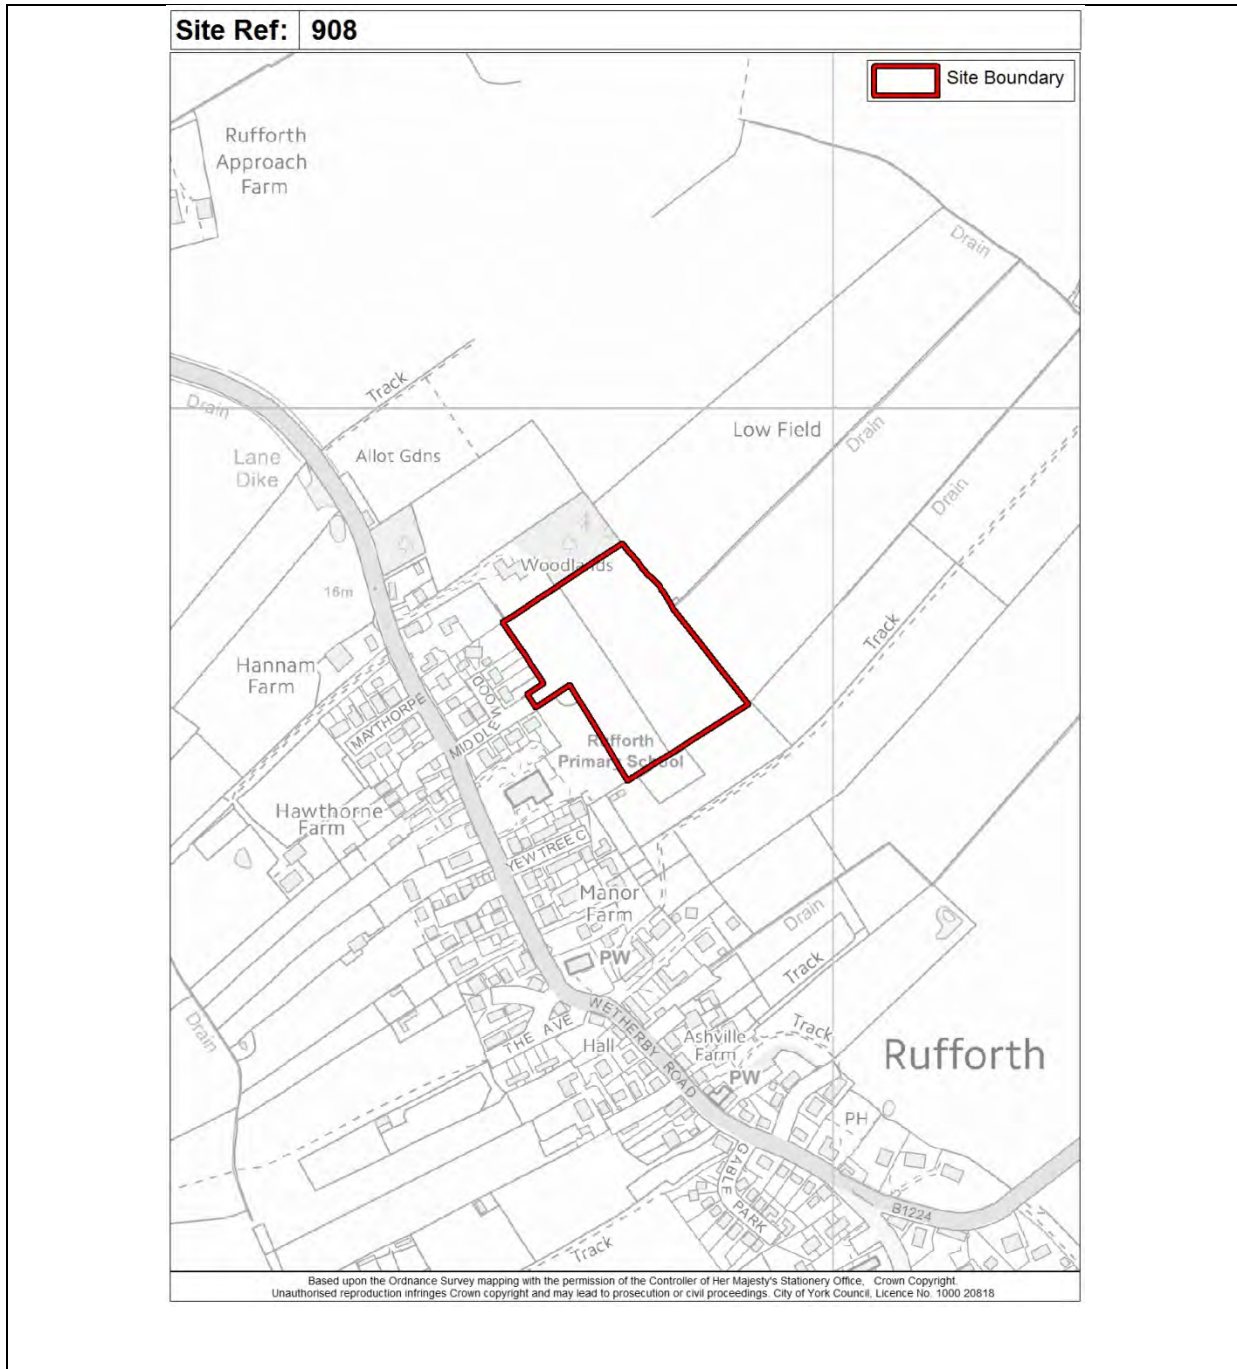 Site Ref: 908
Site Boundary
Rufforth
Approach
Farm
Drain
Track
Drain
Low Field
Allot Gdns
Lane
Dike
Drain
Drain
Woodlands
16m
Track
Hannam
Farm
MIDDLEWOOD
MAYTHORPE
Rufforth
Primary School
Hawthorne
Farm
YEW TREE C
Manor
Farm
Drain
PW
Track
Drain
WETHERBY ROAD
THE AVE
Hall
Ashville
Farm
Track
Rufforth
PW
PH
GABLE PARK
B1224
Track
Based upon the Ordnance Survey mapping with the permission of the Controller of Her Majesty's Stationery Office, Crown Copyright.
Unauthorised reproduction infringes Crown copyright and may lead to prosecution or civil proceedings. City of York Council, Licence No. 1000 20818